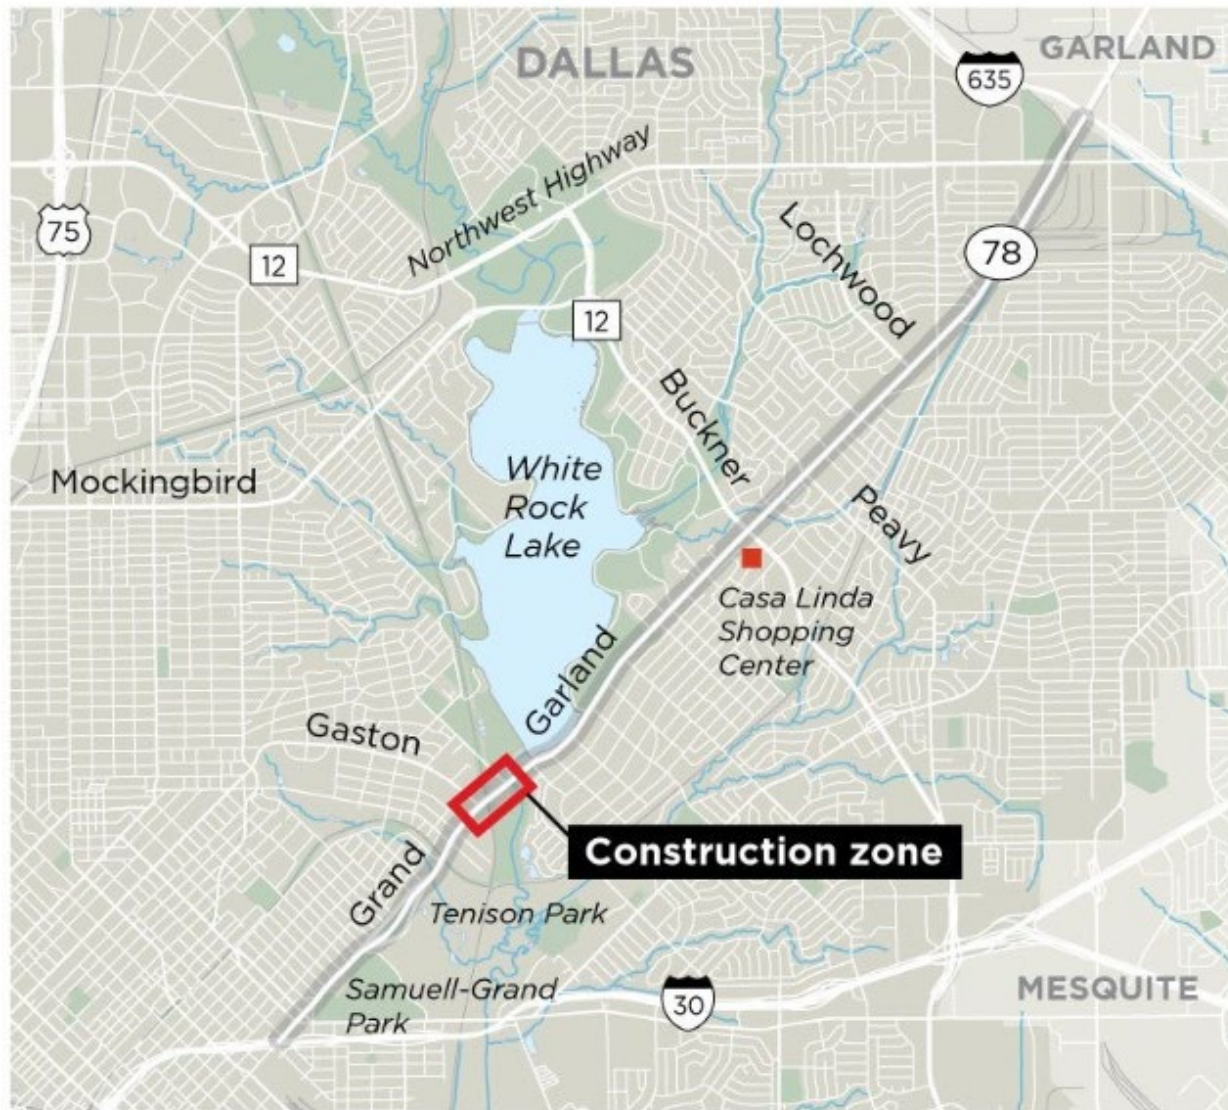 DALLAS
GARLAND
635
Northwest Highway
75
12
Lochwood
78
12
Buckner
Mockingbird
White
Rock
Lake
Peavy
Casa Linda
Shopping
Center
Garland
Gaston
Construction zone
Grand
Tenison Park
Samuell-Grand
Park
30
MESQUITE